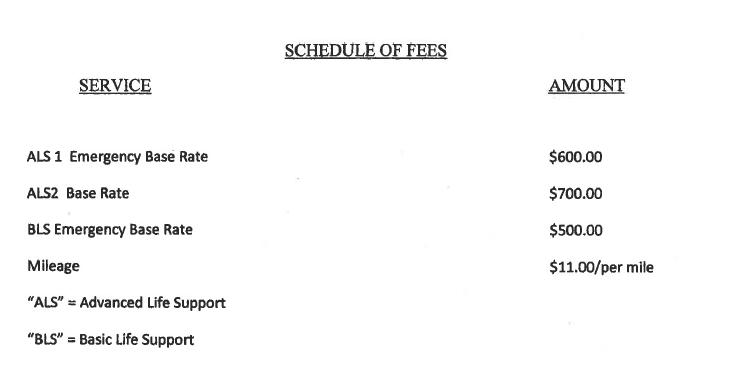 SCHEDULE OF FEES
SERVICE AMOUNT
ALS 1 Emergency Base Rate $600.00
ALS2 Base Rate $700.00
BLS Emergency Base Rate $500.00
Mileage $11.00/per mile
“ALS” = Advanced Life Support
“BLS” = Basic Life Support